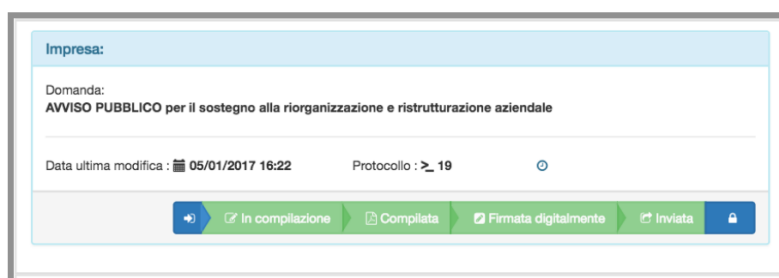 Impresa:
Domanda:
AVVISO PUBBLICO per il sostegno alla riorganizzazione e ristrutturazione aziendale
Data ultima modifica : 05/01/2017 16:22 Protocollo : >_ 19
In compilazione Compilata Firmata digitalmente Inviata